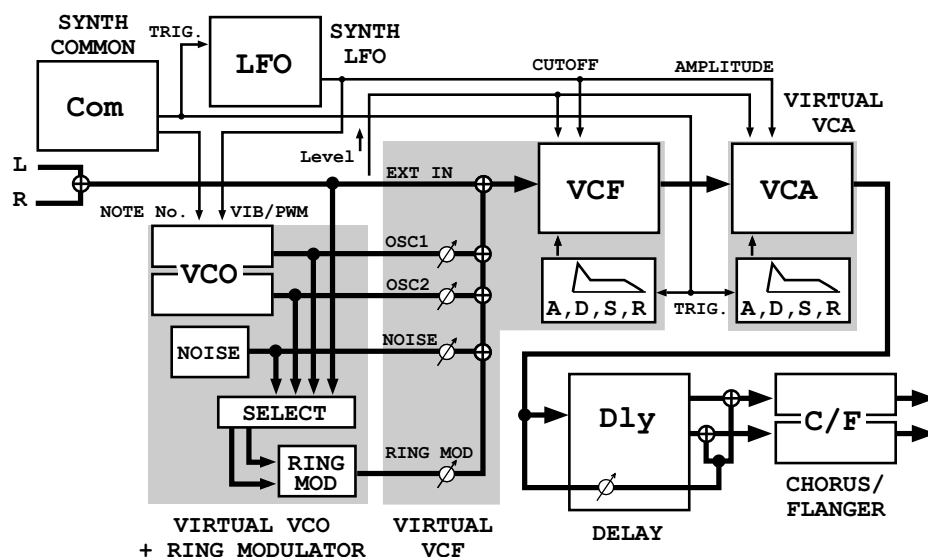 SYNTH
COMMON
TRIG.
LFO
SYNTH
LFO
CUTOFF
AMPLITUDE
Com
VIRTUAL
VCA
Level
L
R
EXT IN
VCF
VCA
NOTE No.
VIB/PWM
VCO
OSC1
OSC2
A,D,S,R
TRIG.
A,D,S,R
NOISE
NOISE
SELECT
Dly
C/F
RING
MOD
RING MOD
CHORUS/
FLANGER
DELAY
VIRTUAL VCO
+ RING MODULATOR
VIRTUAL
VCF